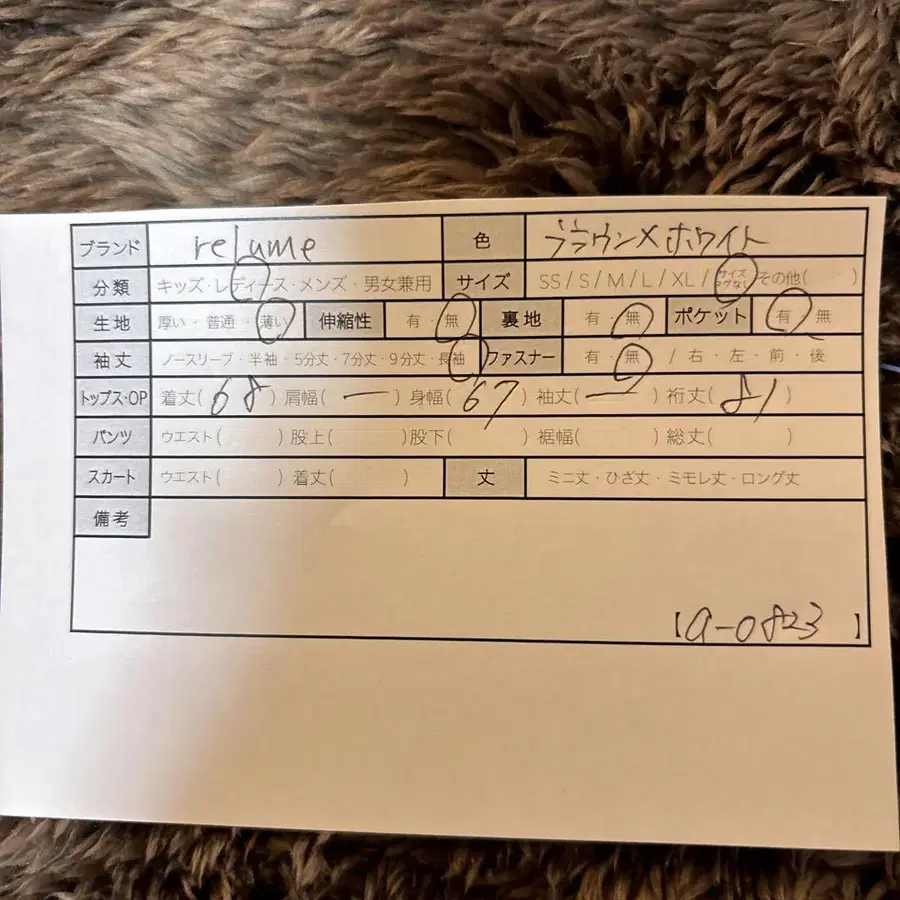 ブランド relume 色 ブラウン×ホワイト
分類 キッズ・レディース・メンズ・男女兼用 サイズ SS/S/M/L/XL/サイズタグなし その他( )
生地 厚い・普通・薄い 伸縮性 有・無 裏地 有・無 ポケット 有・無
袖丈 ノースリーブ・半袖・5分丈・7分丈・9分丈・長袖 ファスナー 有・無 / 右・左・前・後
トップス・OP 着丈( 68 ) 肩幅( ー ) 身幅( 67 ) 袖丈( ー ) 裄丈( 81 )
パンツ ウエスト( ) 股上( ) 股下( ) 裾幅( ) 総丈( )
スカート ウエスト( ) 着丈( ) 丈 ミニ丈・ひざ丈・ミモレ丈・ロング丈
備考
【a-0823 】